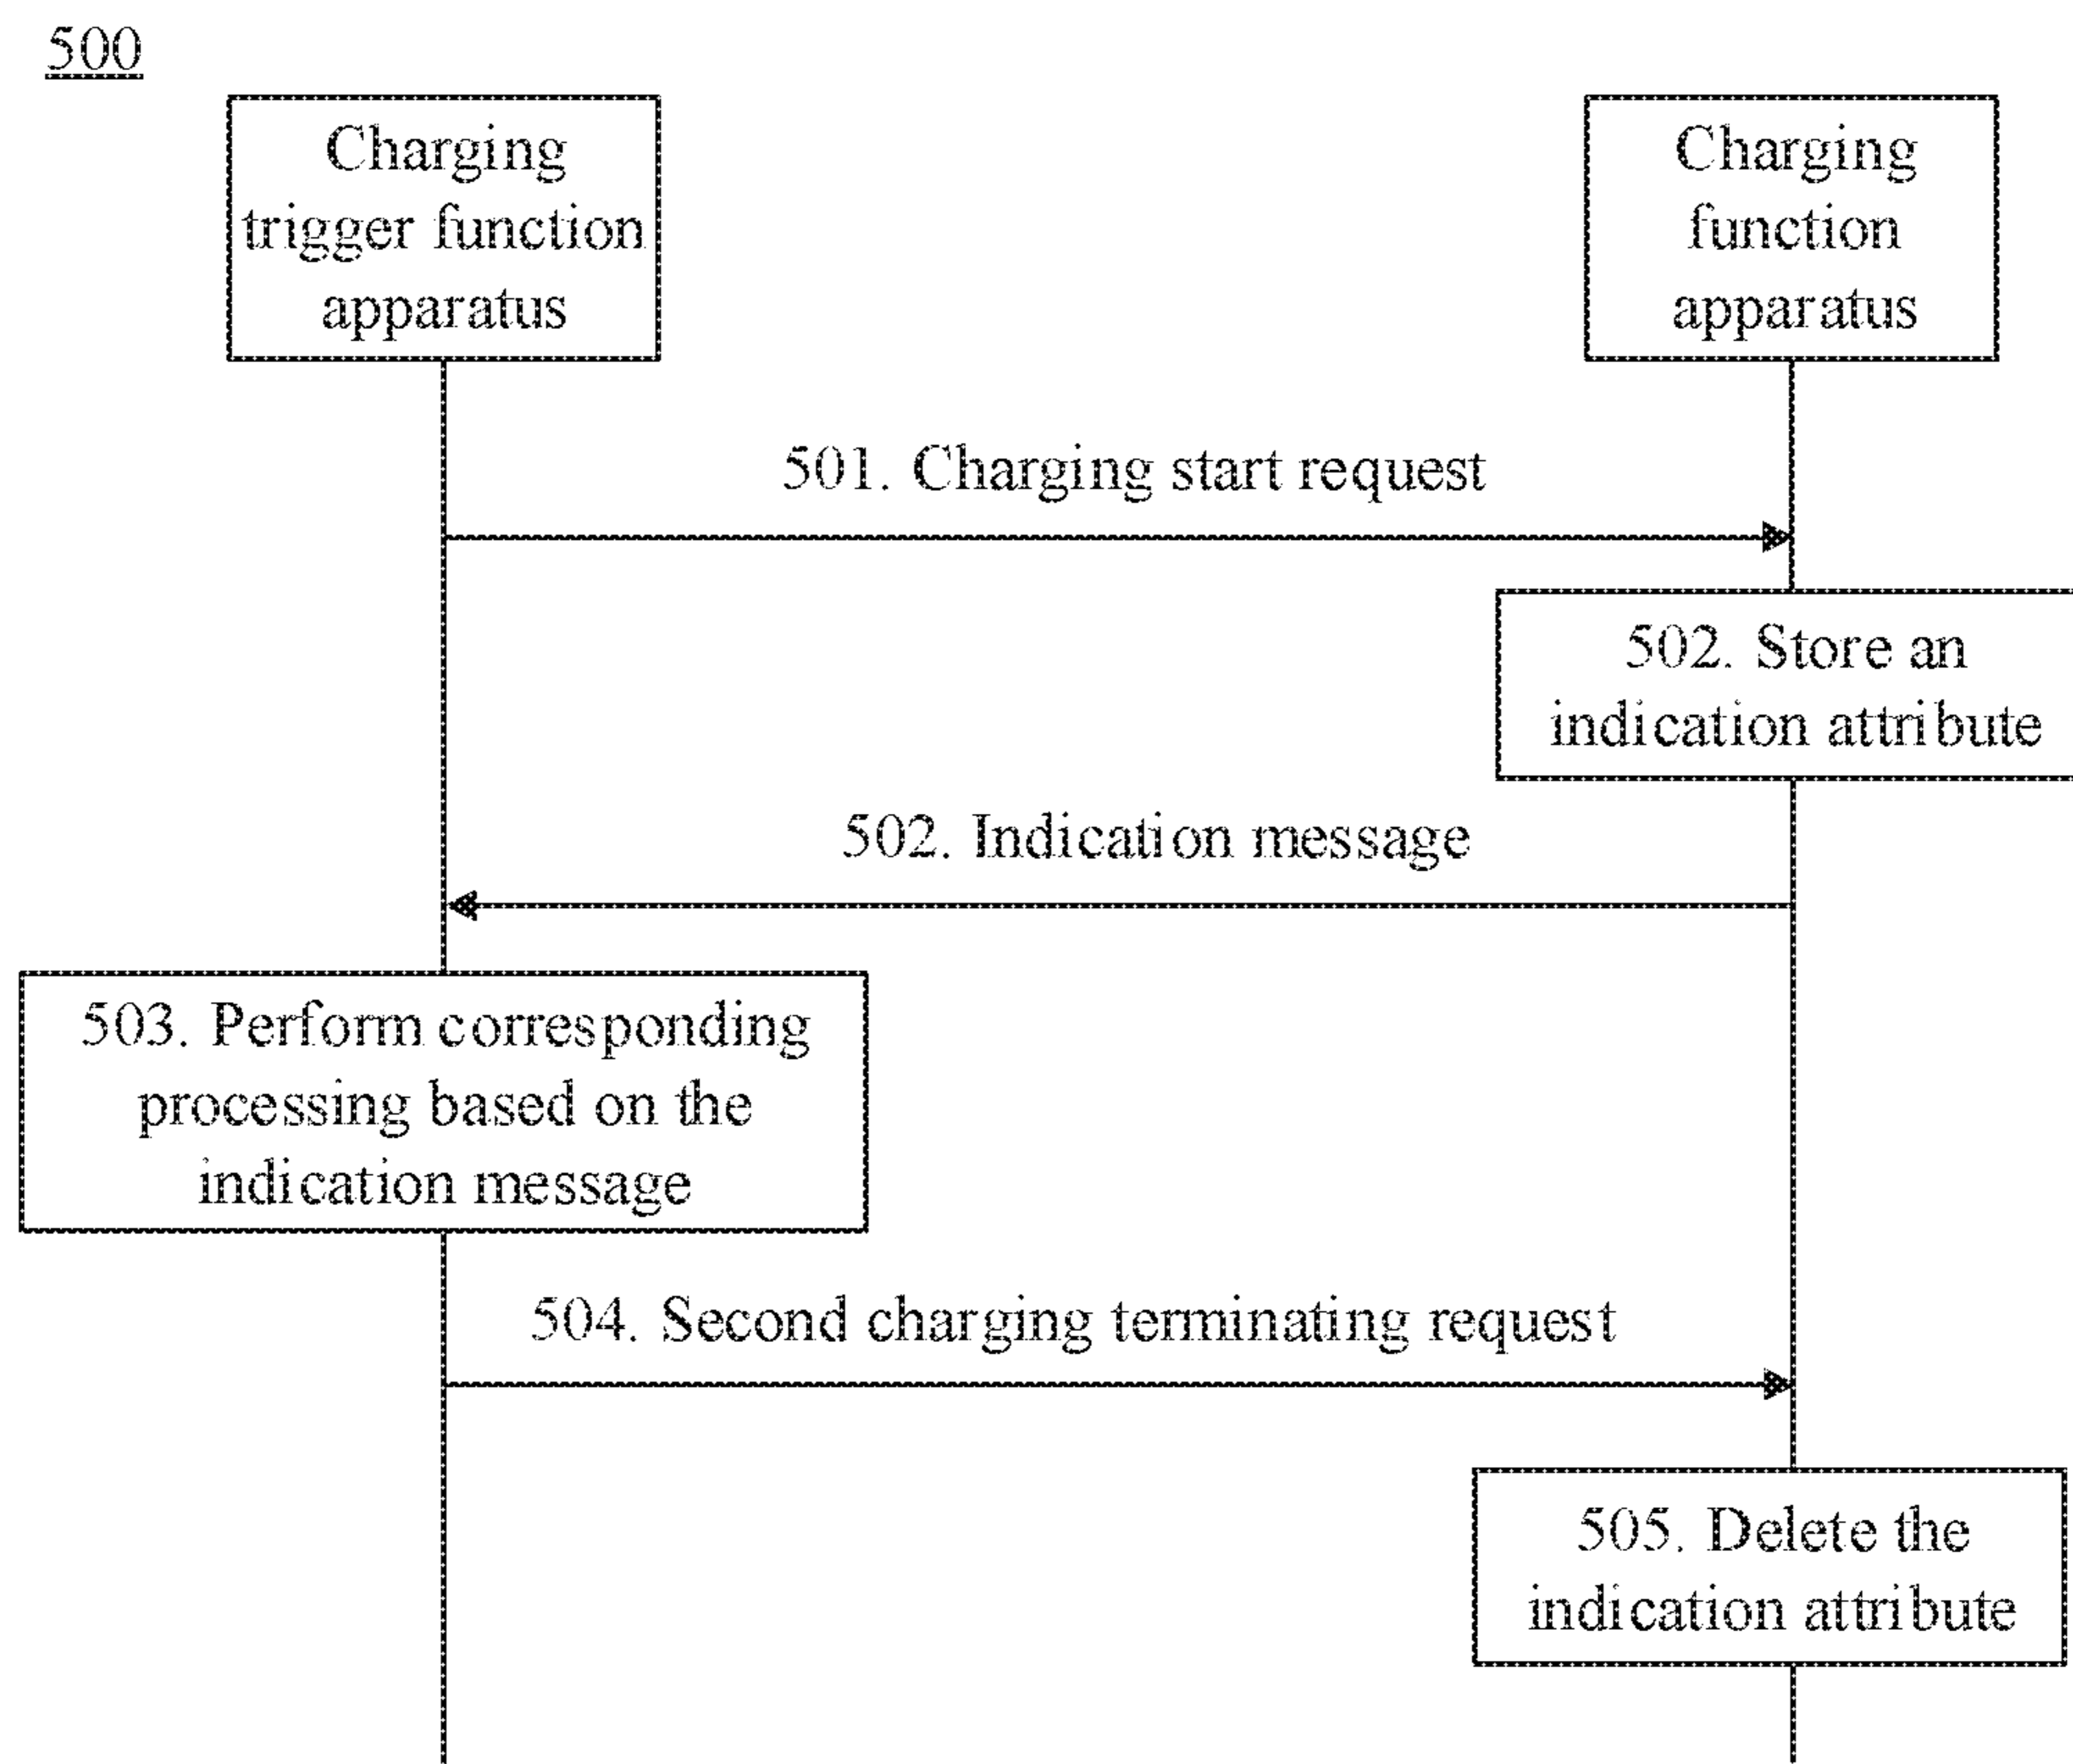 500
Charging
trigger function
apparatus
Charging
function
apparatus
501. Charging start request
502. Store an
indication attribute
502. Indication message
503. Perform corresponding
processing based on the
indication message
504. Second charging terminating request
505. Delete the
indication attribute